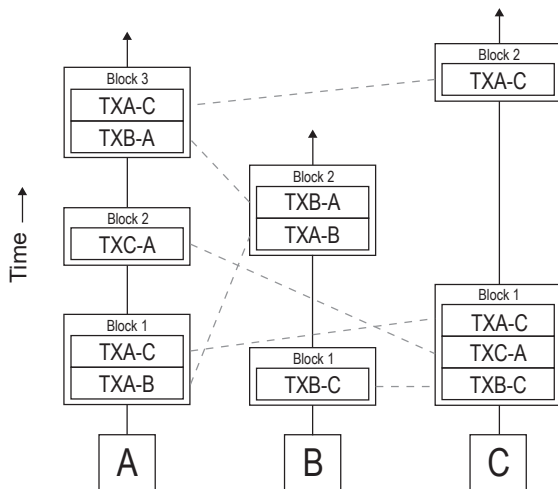 Time
Block 3
TXA-C
TXB-A
Block 2
TXC-A
Block 1
TXA-C
TXA-B
A
Block 2
TXB-A
TXA-B
Block 1
TXB-C
B
Block 2
TXA-C
Block 1
TXA-C
TXC-A
TXB-C
C